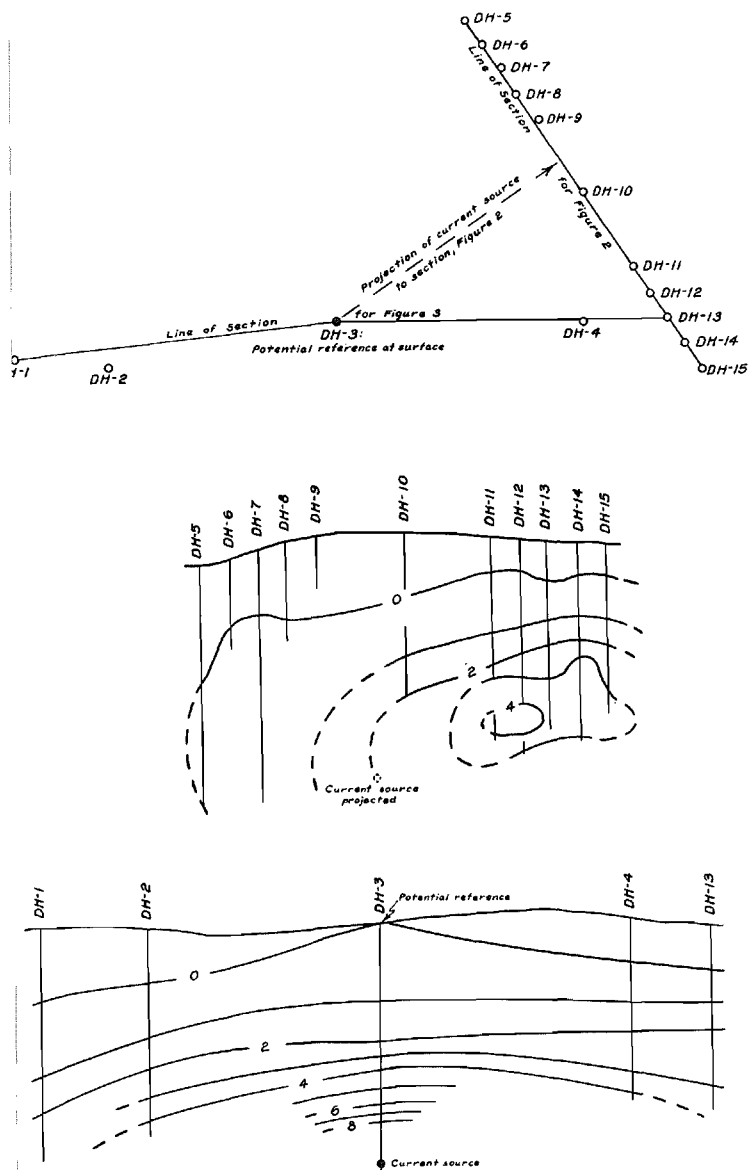 DH-5
DH-6
DH-7
DH-8
DH-9
Line of Section
for Figure 2
DH-10
Projection of current source
to section, Figure 2
DH-11
DH-12
DH-13
DH-14
DH-15
Line of Section
for Figure 3
DH-3:
Potential reference at surface
DH-4
H-1
DH-2
DH-5
DH-6
DH-7
DH-8
DH-9
DH-10
DH-11
DH-12
DH-13
DH-14
DH-15
0
2
4
Current source
projected
DH-1
DH-2
DH-3
Potential reference
DH-4
DH-13
0
2
4
6
8
Current source